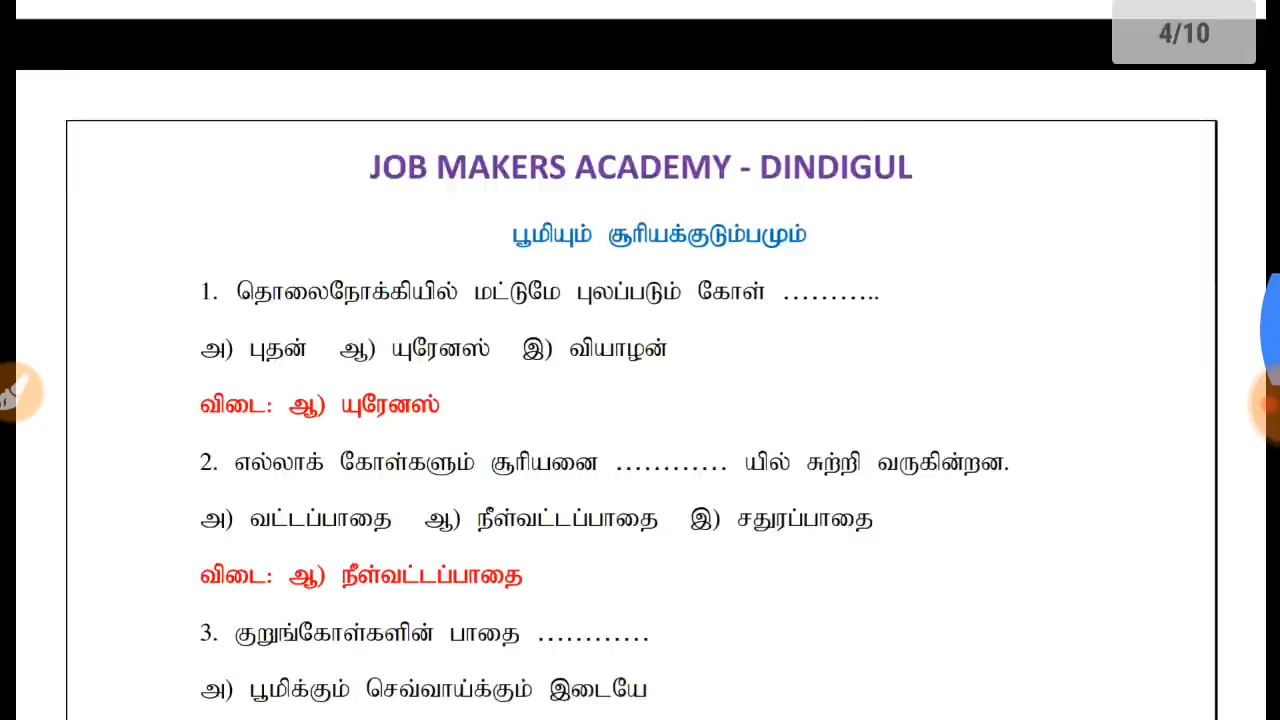 4/10
JOB MAKERS ACADEMY - DINDIGUL
பூமியும் சூரியக்குடும்பமும்
1. தொலைநோக்கியில் மட்டுமே புலப்படும் கோள் ………..
அ) புதன் ஆ) யுரேனஸ் இ) வியாழன்
விடை: ஆ) யுரேனஸ்
2. எல்லாக் கோள்களும் சூரியனை ………… யில் சுற்றி வருகின்றன.
அ) வட்டப்பாதை ஆ) நீள்வட்டப்பாதை இ) சதுரப்பாதை
விடை: ஆ) நீள்வட்டப்பாதை
3. குறுங்கோள்களின் பாதை …………
அ) பூமிக்கும் செவ்வாய்க்கும் இடையே